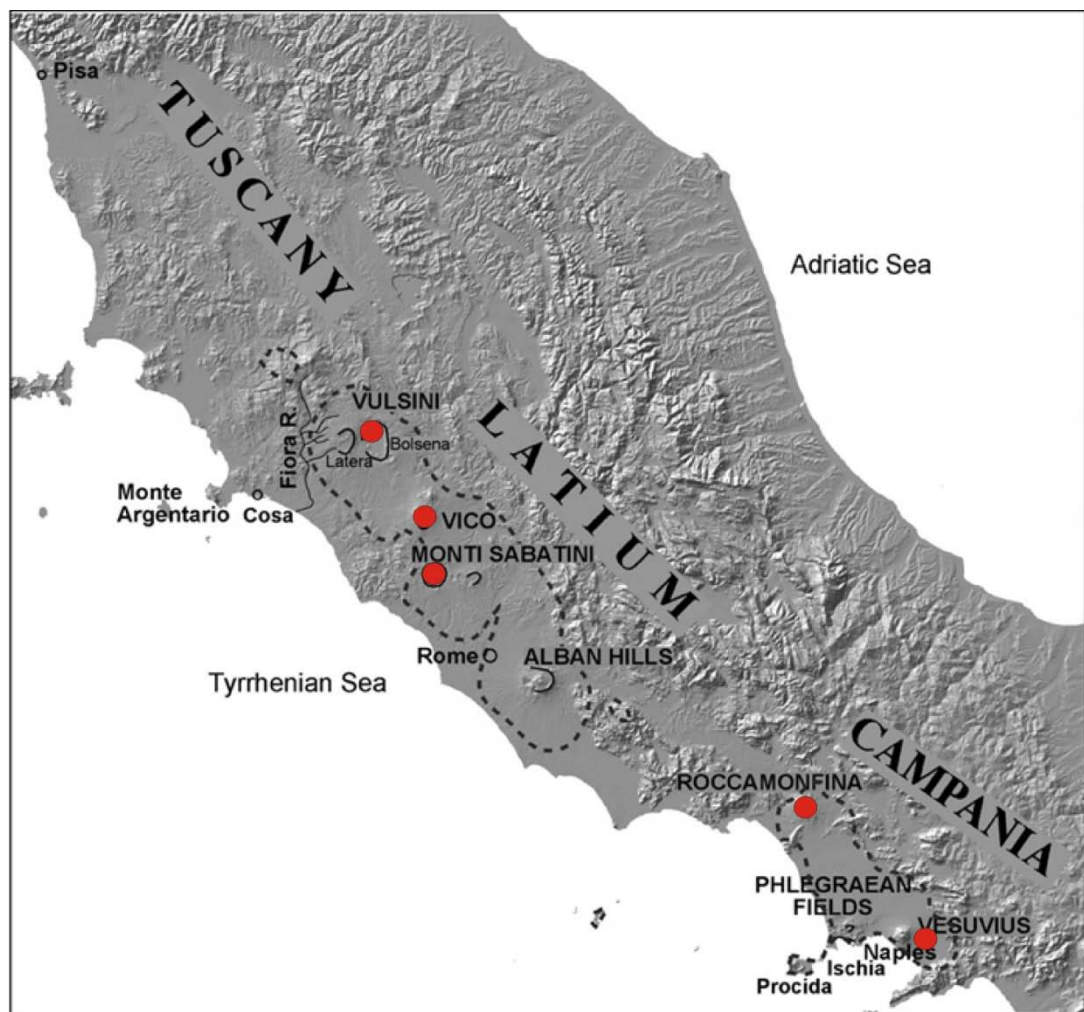 Pisa
TUSCANY
Adriatic Sea
VULSINI
Bolsena
Latera
Fiora R.
LATIUM
Monte
Argentario
Cosa
VICO
MONTI SABATINI
Rome
ALBAN HILLS
Tyrrhenian Sea
CAMPANIA
ROCCAMONFINA
PHLEGRAEAN
FIELDS
VESUVIUS
Naples
Ischia
Procida